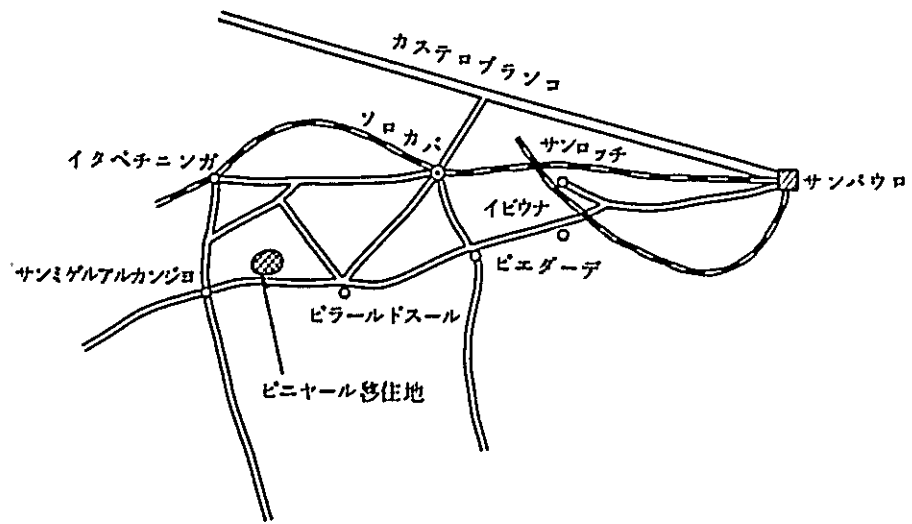 カステロブランコ
ソロカバ
サンロッチ
イタペチニンガ
サンパウロ
イビウナ
ピエダーデ
サンミゲルアルカンジョ
ピラールドスール
ピニヤール移住地